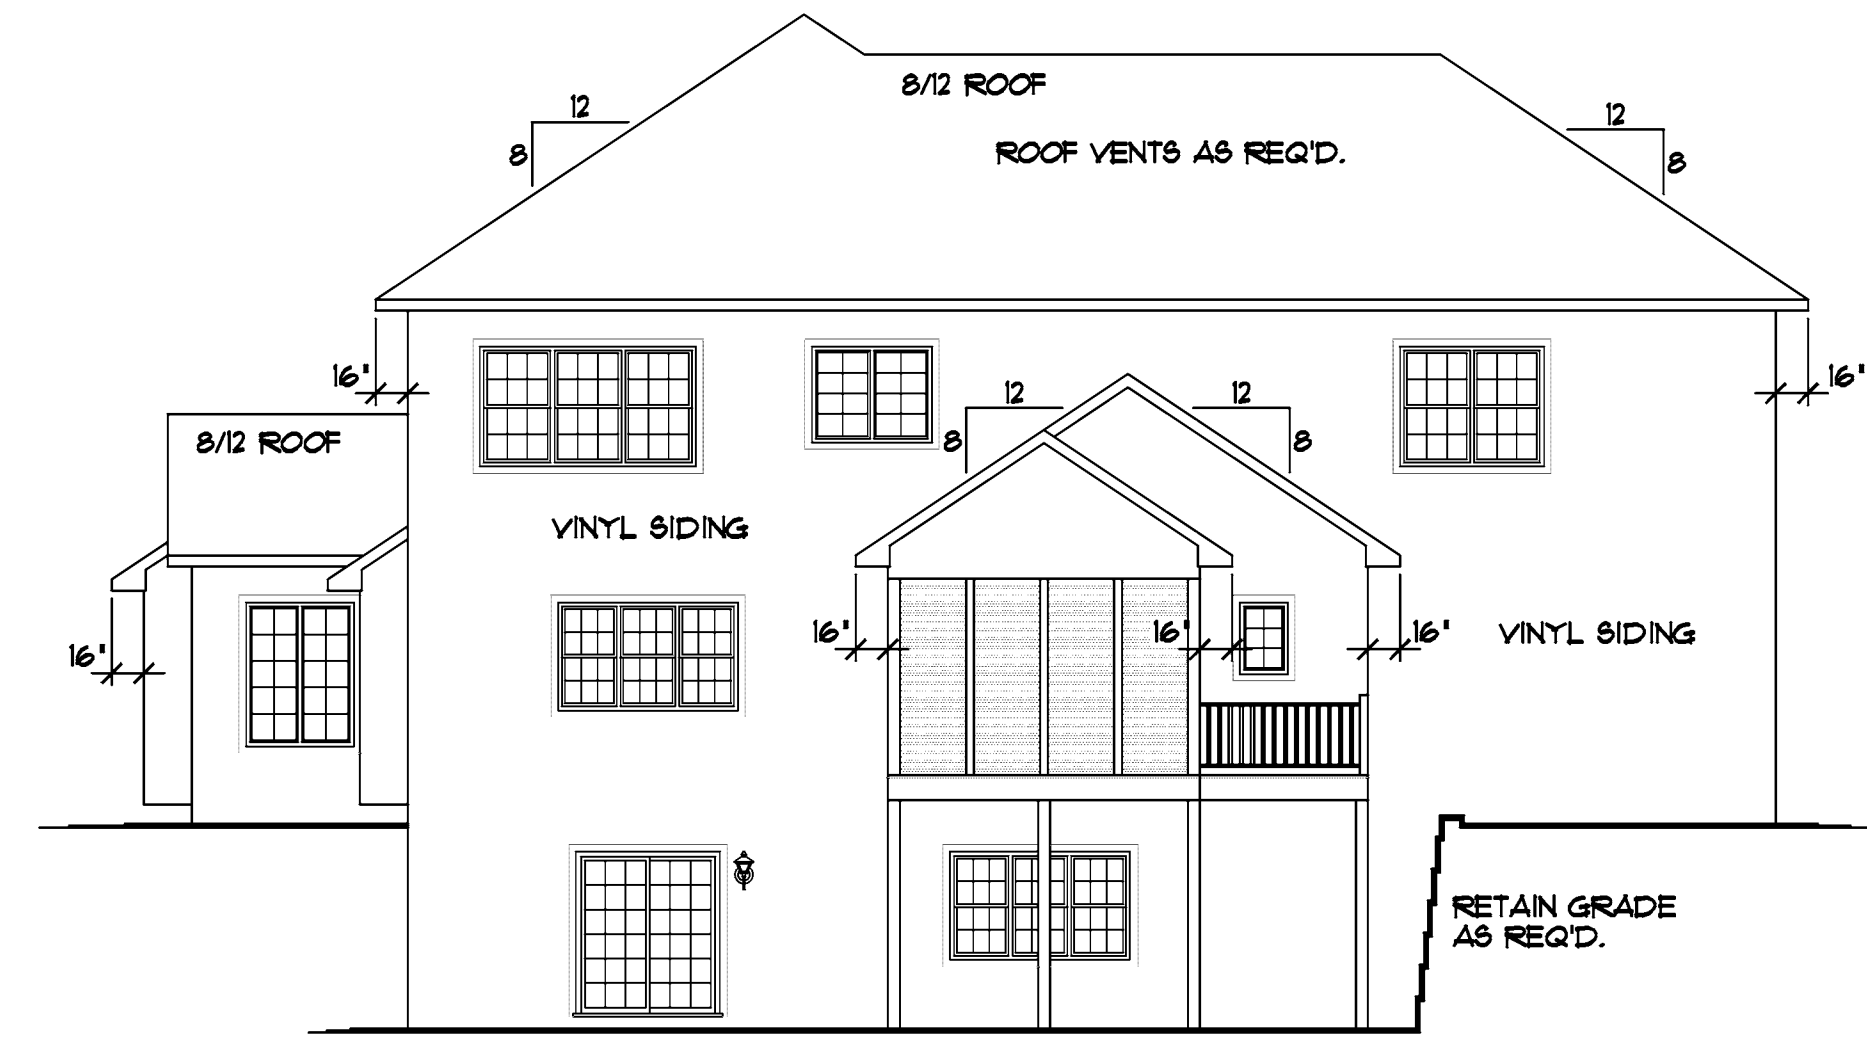 8/12 ROOF
12
8
12
8
ROOF VENTS AS REQ'D.
16"
16"
12
8
12
8
8/12 ROOF
VINYL SIDING
16"
16"
16"
16"
VINYL SIDING
RETAIN GRADE
AS REQ'D.